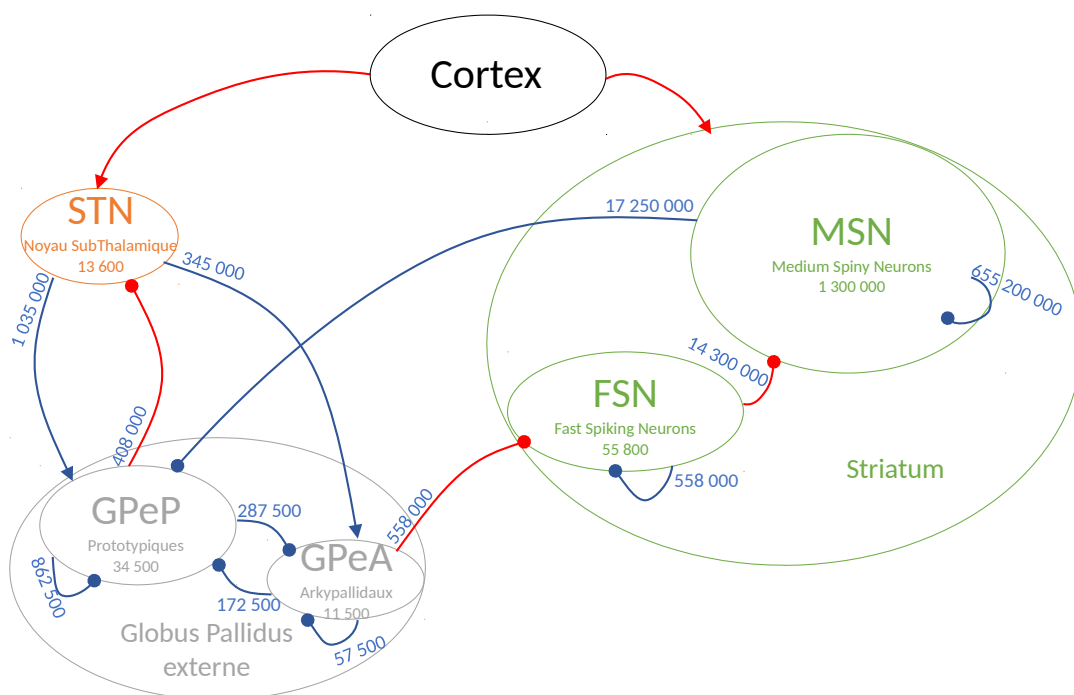 Cortex
STN
Noyau SubThalamique
13 600
345 000
1 035 000
408 000
17 250 000
MSN
Medium Spiny Neurons
1 300 000
655 200 000
14 300 000
FSN
Fast Spiking Neurons
55 800
558 000
Striatum
558 000
GPeP
Prototypiques
34 500
287 500
862 500
GPeA
Arkypallidaux
11 500
172 500
57 500
Globus Pallidus
externe